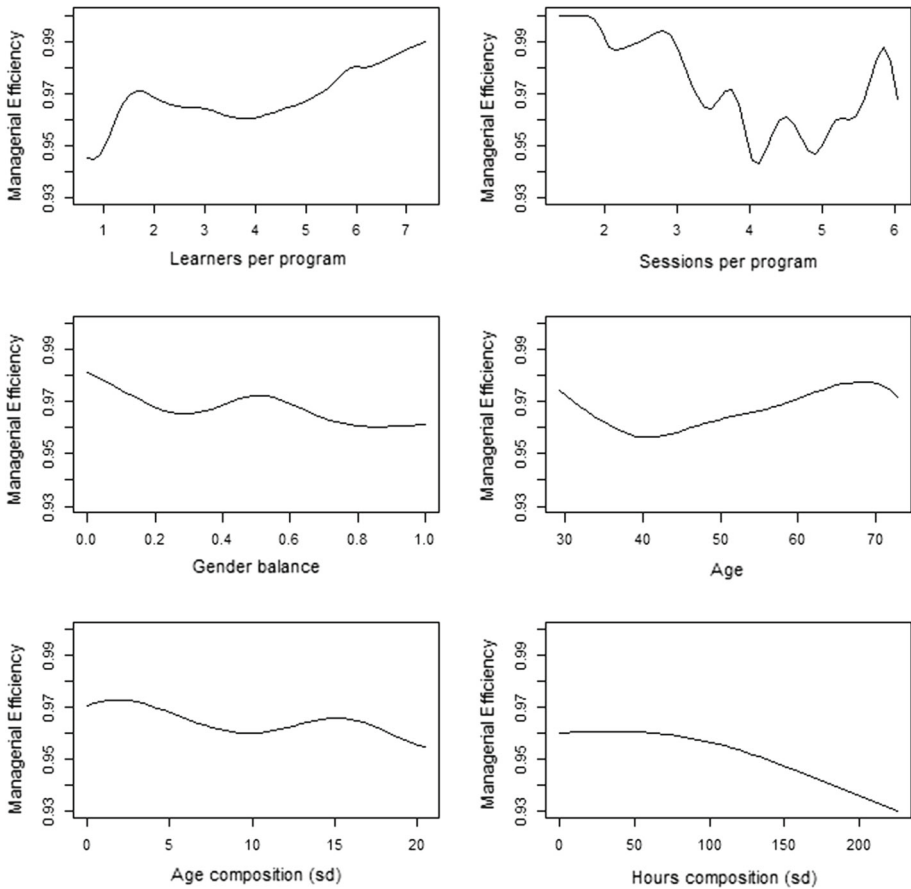 Managerial Efficiency
0.99
0.97
0.95
0.93
1 2 3 4 5 6 7
Learners per program
Managerial Efficiency
0.99
0.97
0.95
0.93
2 3 4 5 6
Sessions per program
Managerial Efficiency
0.99
0.97
0.95
0.93
0.0 0.2 0.4 0.6 0.8 1.0
Gender balance
Managerial Efficiency
0.99
0.97
0.95
0.93
30 40 50 60 70
Age
Managerial Efficiency
0.99
0.97
0.95
0.93
0 5 10 15 20
Age composition (sd)
Managerial Efficiency
0.99
0.97
0.95
0.93
0 50 100 150 200
Hours composition (sd)